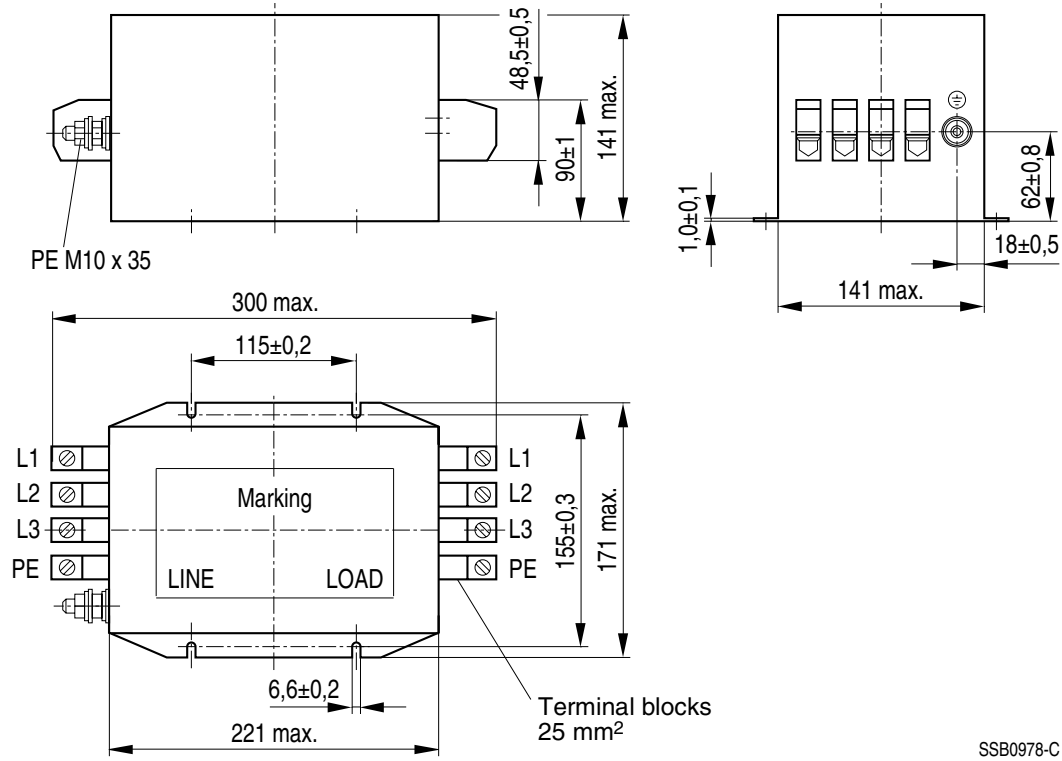 48,5±0,5
90±1
141 max.
PE M10 x 35
1,0±0,1
62±0,8
18±0,5
141 max.
300 max.
115±0,2
L1
L2
L3
PE
Marking
LINE
LOAD
L1
L2
L3
PE
155±0,3
171 max.
6,6±0,2
221 max.
Terminal blocks
25 mm²
SSB0978-C